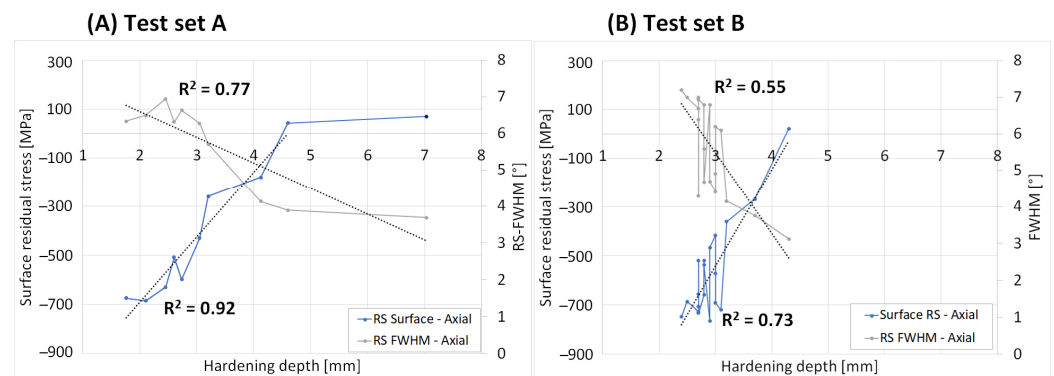 (A) Test set A
300
100
–100
–300
–500
–700
–900
Surface residual stress [MPa]
1 2 3 4 5 6 7 8
Hardening depth [mm]
8
7
6
5
4
3
2
1
0
RS-FWHM [°]
R² = 0.77
R² = 0.92
RS Surface - Axial
RS FWHM - Axial
(B) Test set B
300
100
–100
–300
–500
–700
–900
Surface residual stress [MPa]
1 2 3 4 5 6 7 8
Hardening depth [mm]
8
7
6
5
4
3
2
1
0
FWHM [°]
R² = 0.55
R² = 0.73
Surface RS - Axial
RS FWHM - Axial